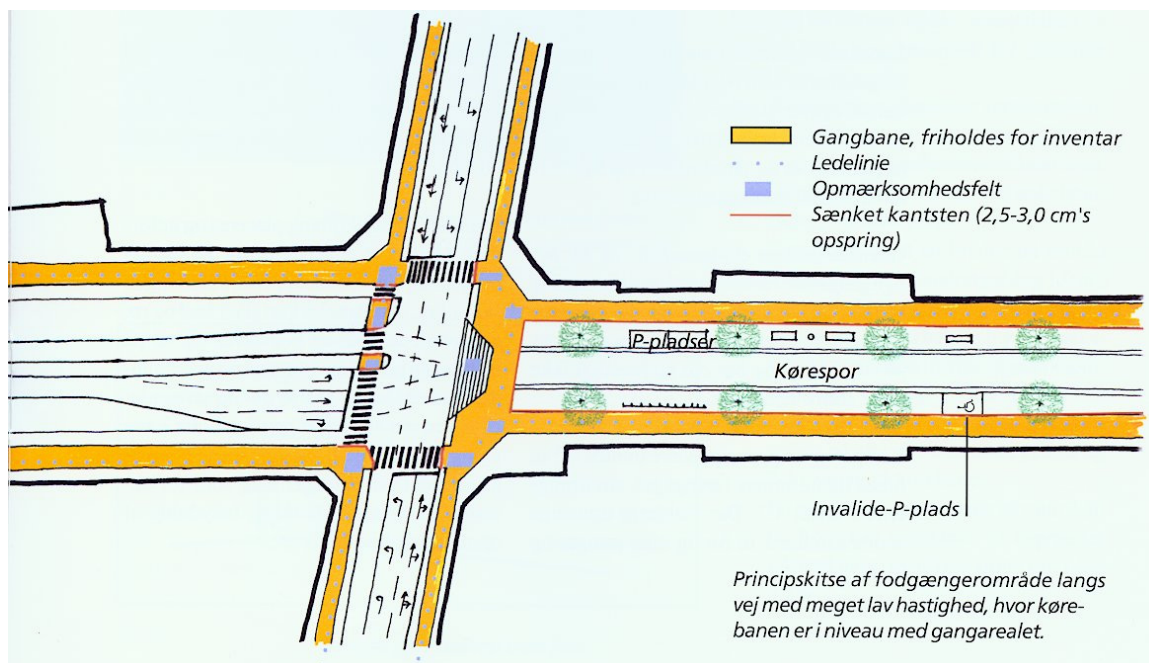 Gangbane, friholdes for inventar
Ledelinie
Opmærksomhedsfelt
Sænket kantsten (2,5-3,0 cm's
opspring)
P-pladser
Kørespor
Invalide-P-plads
Principskitse af fodgængerområde langs
vej med meget lav hastighed, hvor køre-
banen er i niveau med gangarealet.